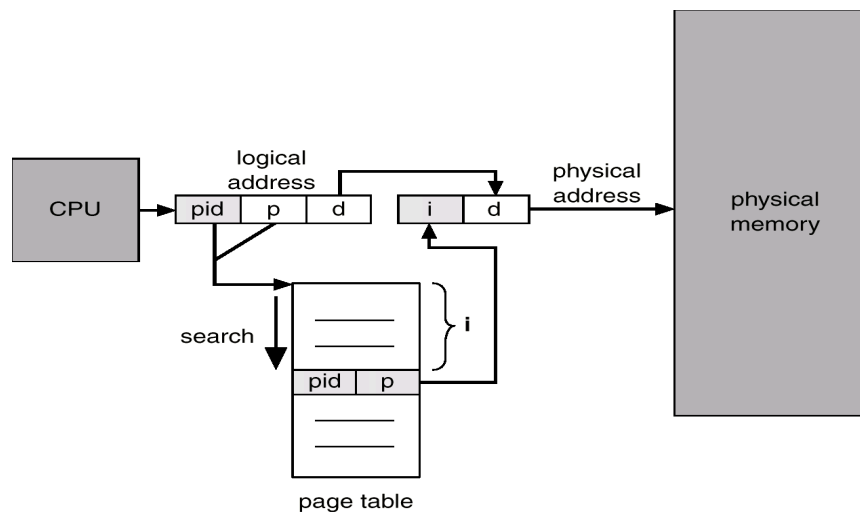 logical
address
physical
address
CPU
pid p d
i d
physical
memory
search
i
pid p
page table